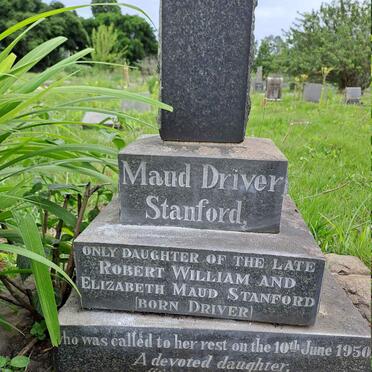 Maud Driver
Stanford,
ONLY DAUGHTER OF THE LATE
ROBERT WILLIAM AND
ELIZABETH MAUD STANFORD
(BORN DRIVER)
who was called to her rest on the 10th June 1950
A devoted daughter,